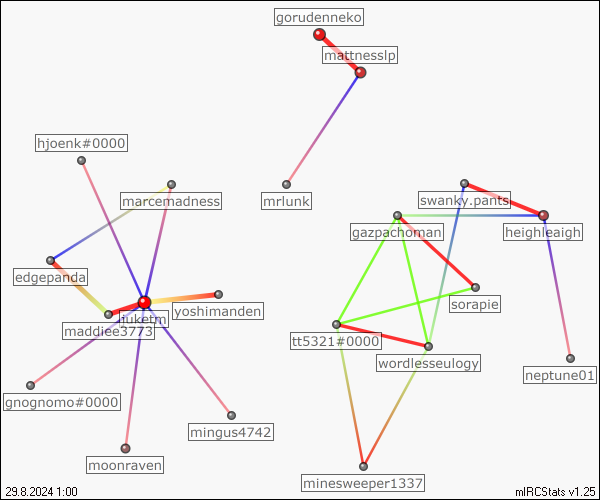 gorudenneko
mattnesslp
hjoenk#0000
marcemadness
mrlunk
swanky.pants
gazpachoman
heighleaigh
edgepanda
yoshimanden
maddiee3773
sorapie
tt5321#0000
wordlesseulogy
neptune01
gnognomo#0000
mingus4742
moonraven
minesweeper1337
29.8.2024 1:00
mIRCStats v1.25